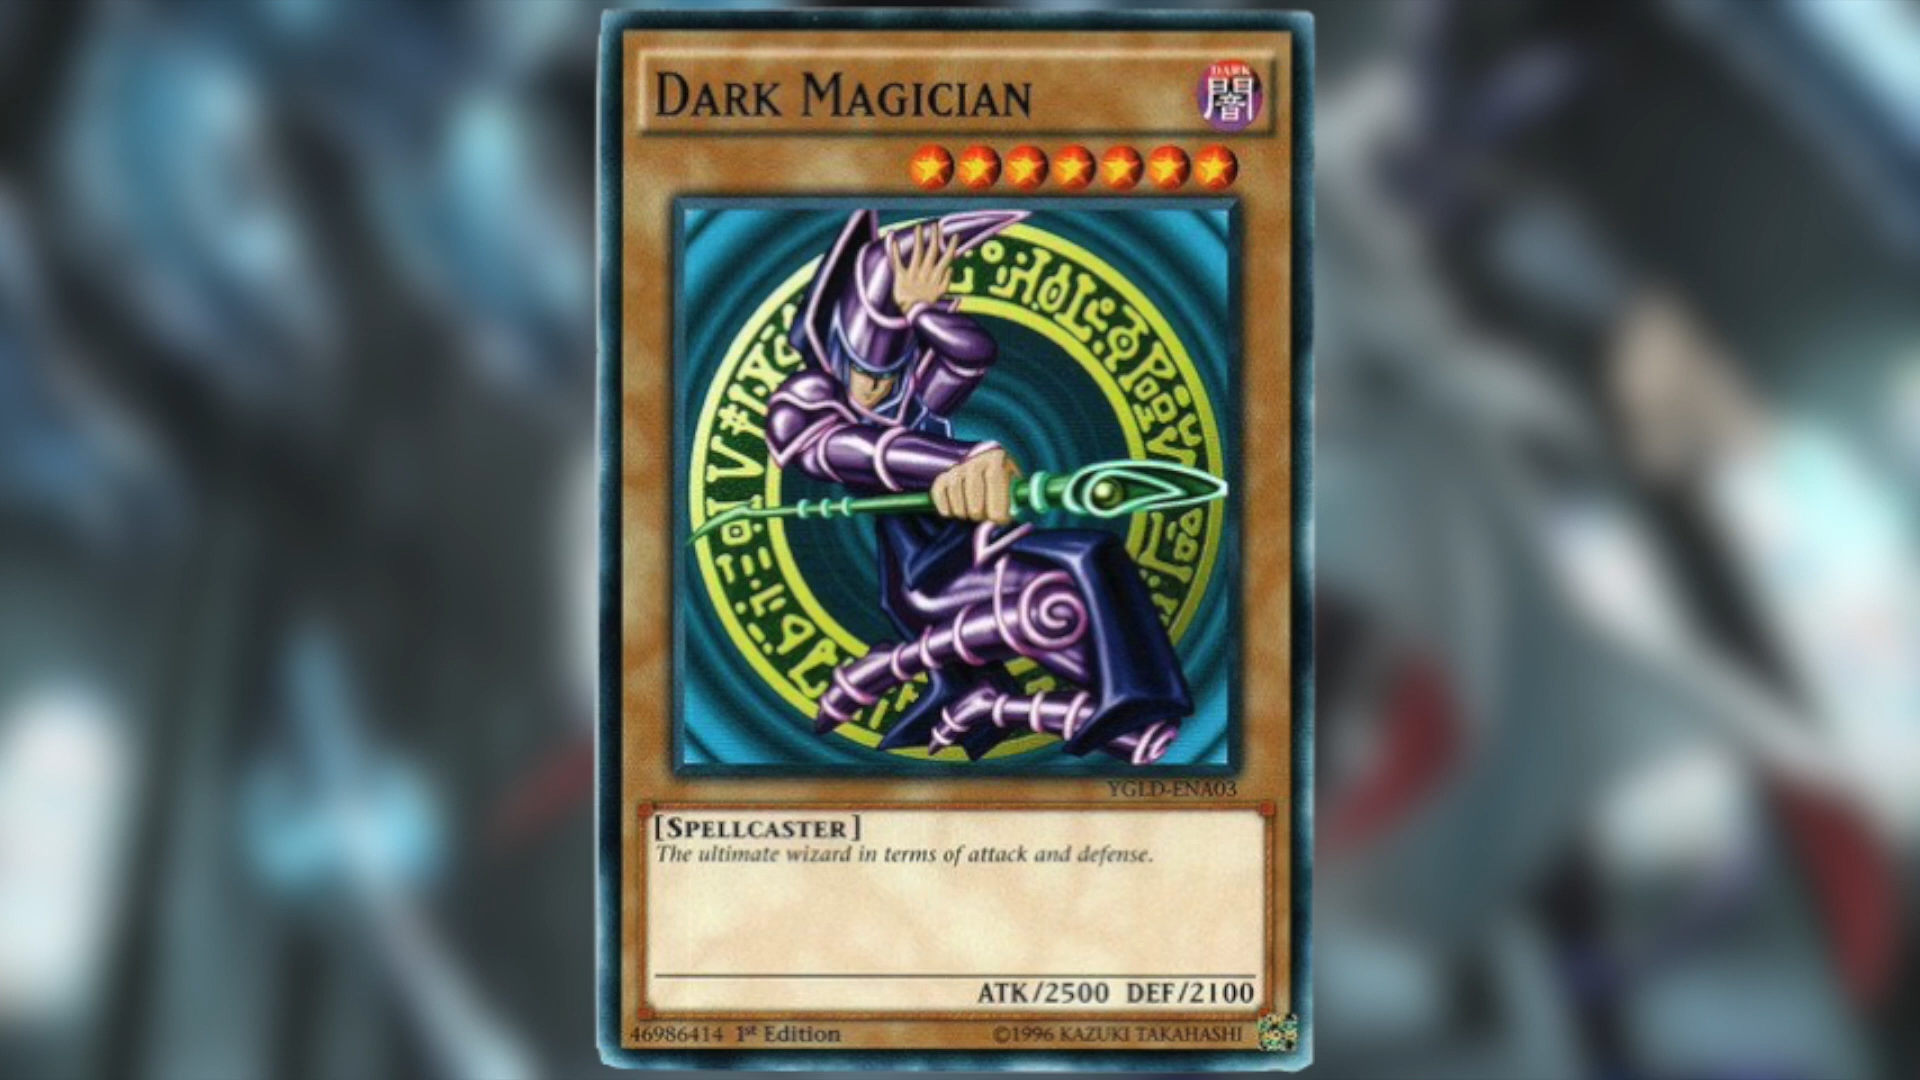 DARK MAGICIAN
DARK
闇
YGLD-ENA03
[SPELLCASTER]
The ultimate wizard in terms of attack and defense.
ATK/2500 DEF/2100
46986414 1st Edition ©1996 KAZUKI TAKAHASHI